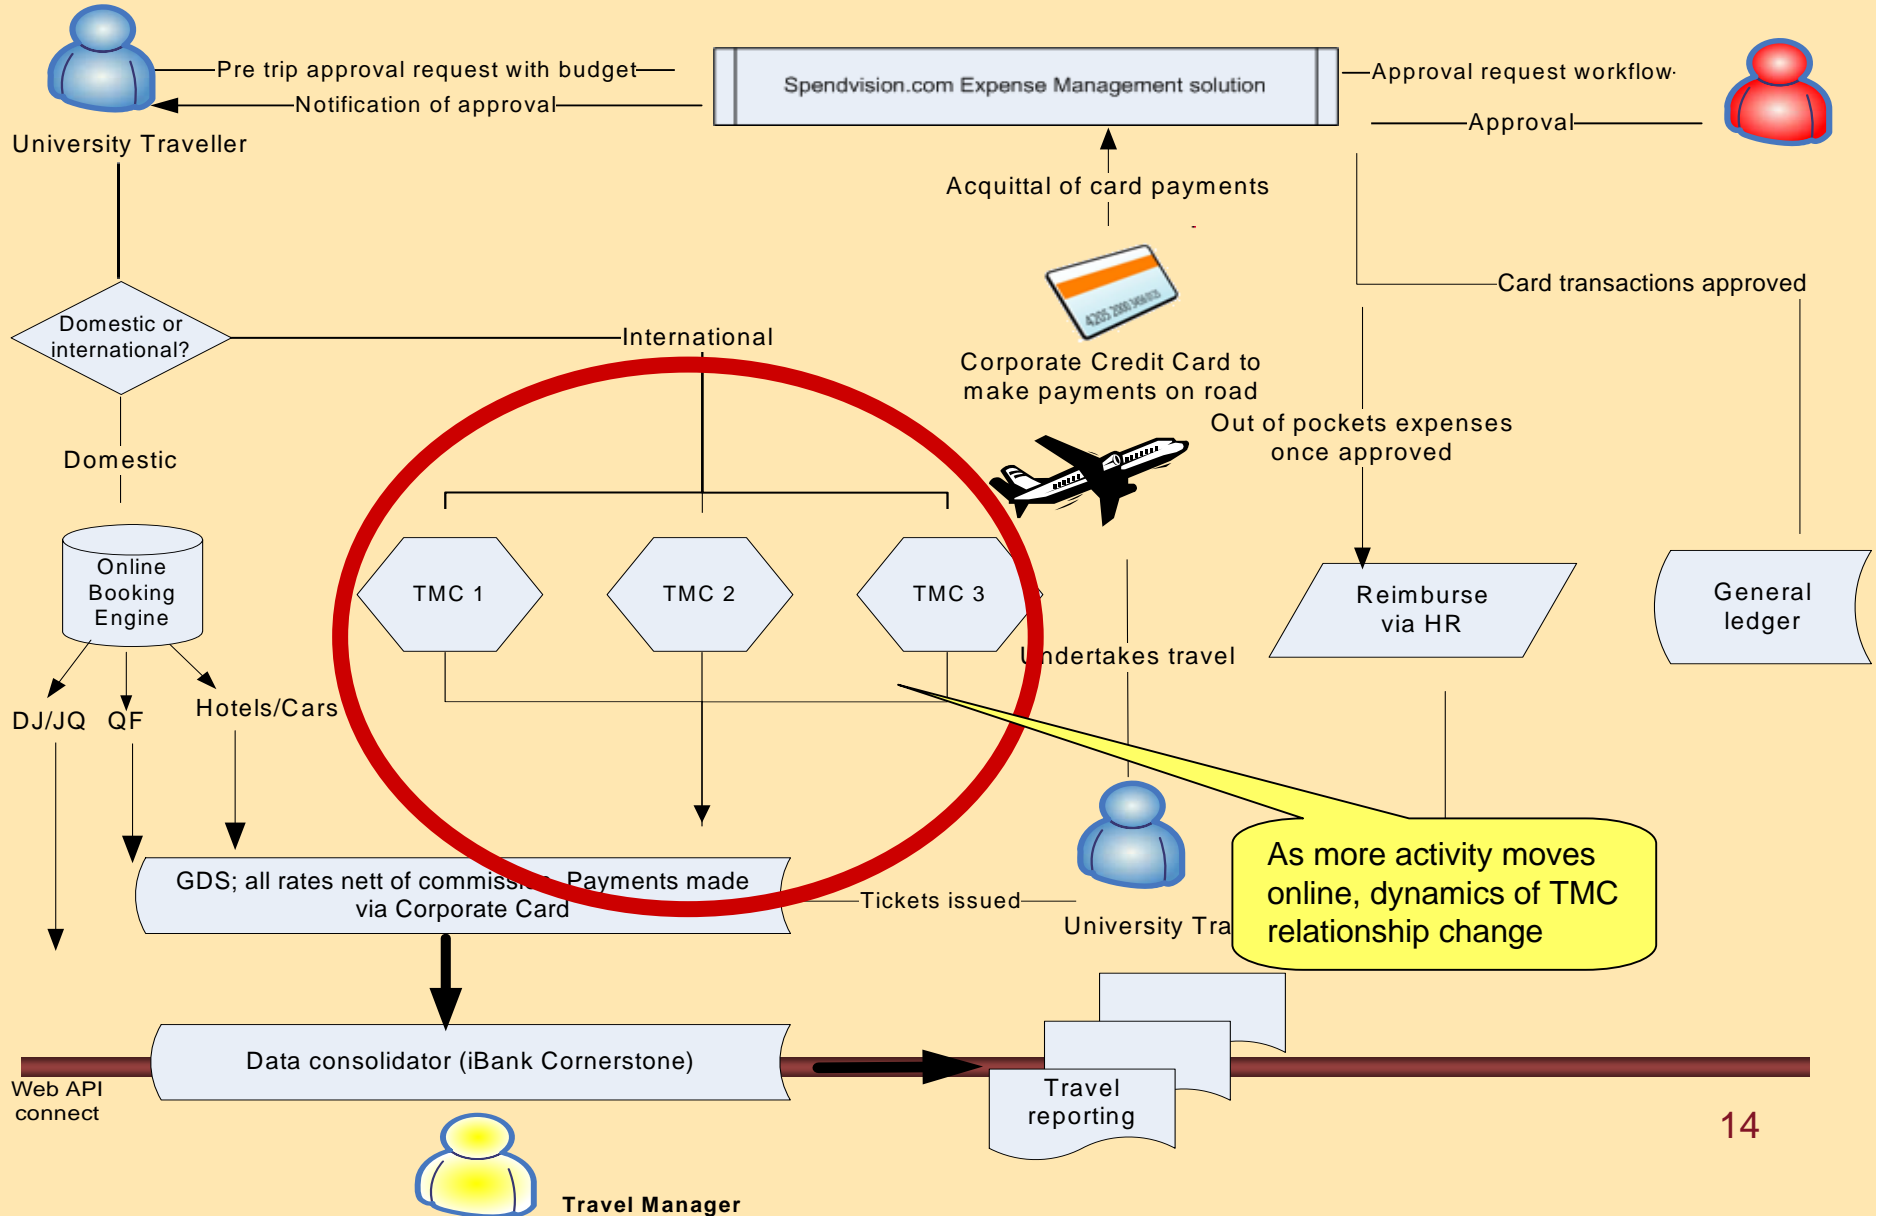 Pre trip approval request with budget
Notification of approval
University Traveller
Spendvision.com Expense Management solution
Approval request workflow
Approval
Acquittal of card payments
4205 2000
Card transactions approved
Domestic or
international?
International
Corporate Credit Card to
make payments on road
Out of pockets expenses
once approved
Domestic
Online
Booking
Engine
TMC 1
TMC 2
TMC 3
Reimburse
via HR
General
ledger
Undertakes travel
DJ/JQ
QF
Hotels/Cars
As more activity moves
online, dynamics of TMC
relationship change
GDS; all rates nett of commission. Payments made
via Corporate Card
Tickets issued
University Tra
Data consolidator (iBank Cornerstone)
Web API
connect
Travel
reporting
14
Travel Manager